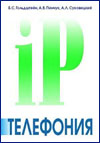 Б.С. Гольдштейн, А.В. Пинчук, А.Л. Суховицкий
IP
ТЕЛЕФОНИЯ